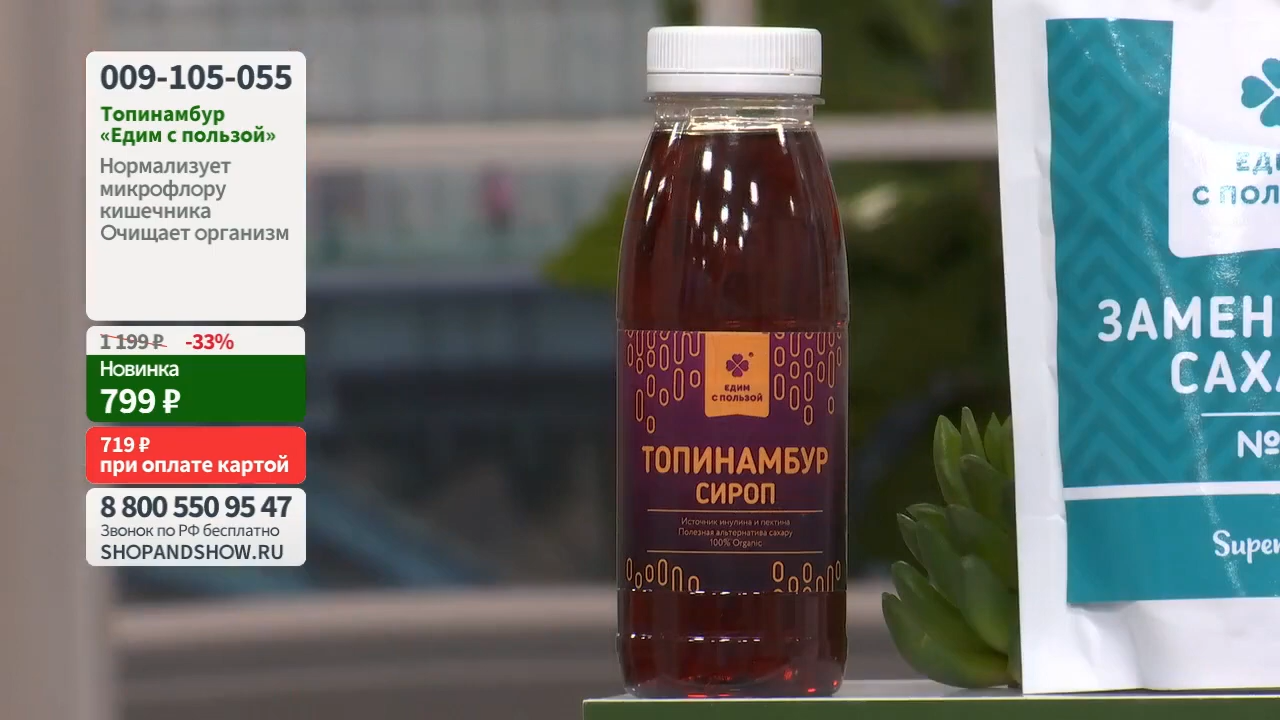 009-105-055
Топинамбур
«Едим с пользой»
Нормализует
микрофлору
кишечника
Очищает организм
1 199 ₽ -33%
Новинка
799 ₽
719 ₽
при оплате картой
8 800 550 95 47
Звонок по РФ бесплатно
SHOPANDSHOW.RU
ЕДИМ
С ПОЛЬЗОЙ
ТОПИНАМБУР
СИРОП
Источник инулина и пектина
Полезная альтернатива сахару
100% Organic
ЕДИ
С ПОЛ
ЗАМЕН
САХ
№
Super